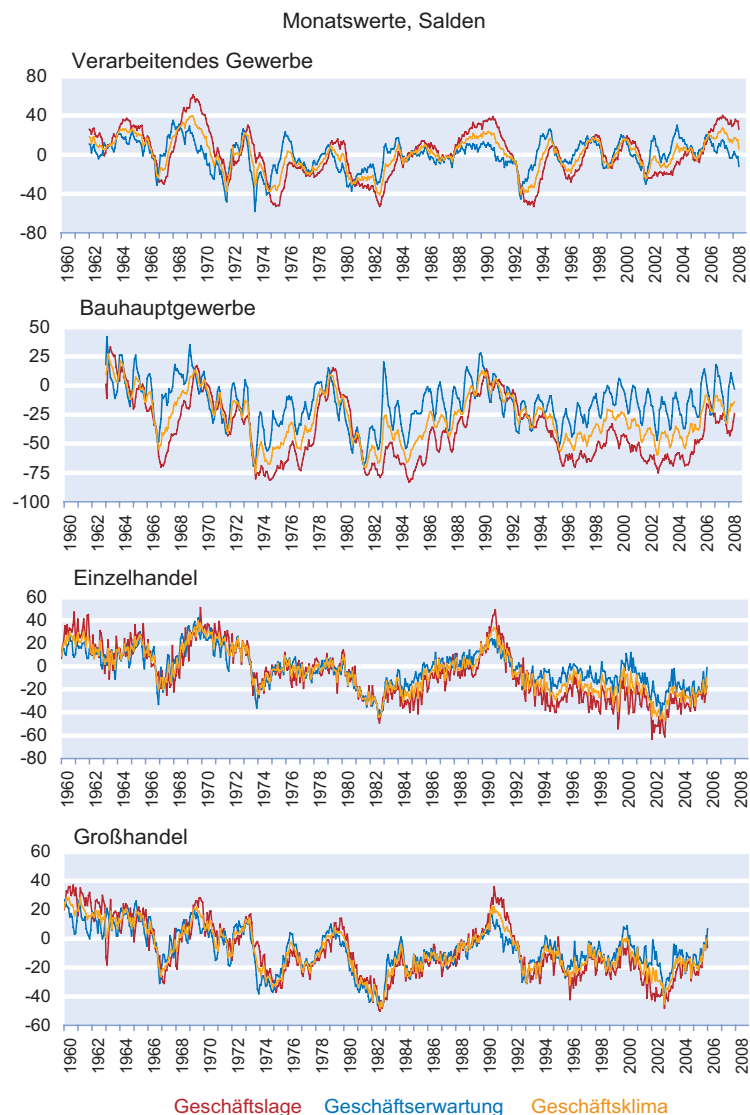 Monatswerte, Salden
Verarbeitendes Gewerbe
80
40
0
-40
-80
1960 1962 1964 1966 1968 1970 1972 1974 1976 1978 1980 1982 1984 1986 1988 1990 1992 1994 1996 1998 2000 2002 2004 2006 2008
Bauhauptgewerbe
50
25
0
-25
-50
-75
-100
1960 1962 1964 1966 1968 1970 1972 1974 1976 1978 1980 1982 1984 1986 1988 1990 1992 1994 1996 1998 2000 2002 2004 2006 2008
Einzelhandel
60
40
20
0
-20
-40
-60
-80
1960 1962 1964 1966 1968 1970 1972 1974 1976 1978 1980 1982 1984 1986 1988 1990 1992 1994 1996 1998 2000 2002 2004 2006 2008
Großhandel
60
40
20
0
-20
-40
-60
1960 1962 1964 1966 1968 1970 1972 1974 1976 1978 1980 1982 1984 1986 1988 1990 1992 1994 1996 1998 2000 2002 2004 2006 2008
Geschäftslage Geschäftserwartung Geschäftsklima